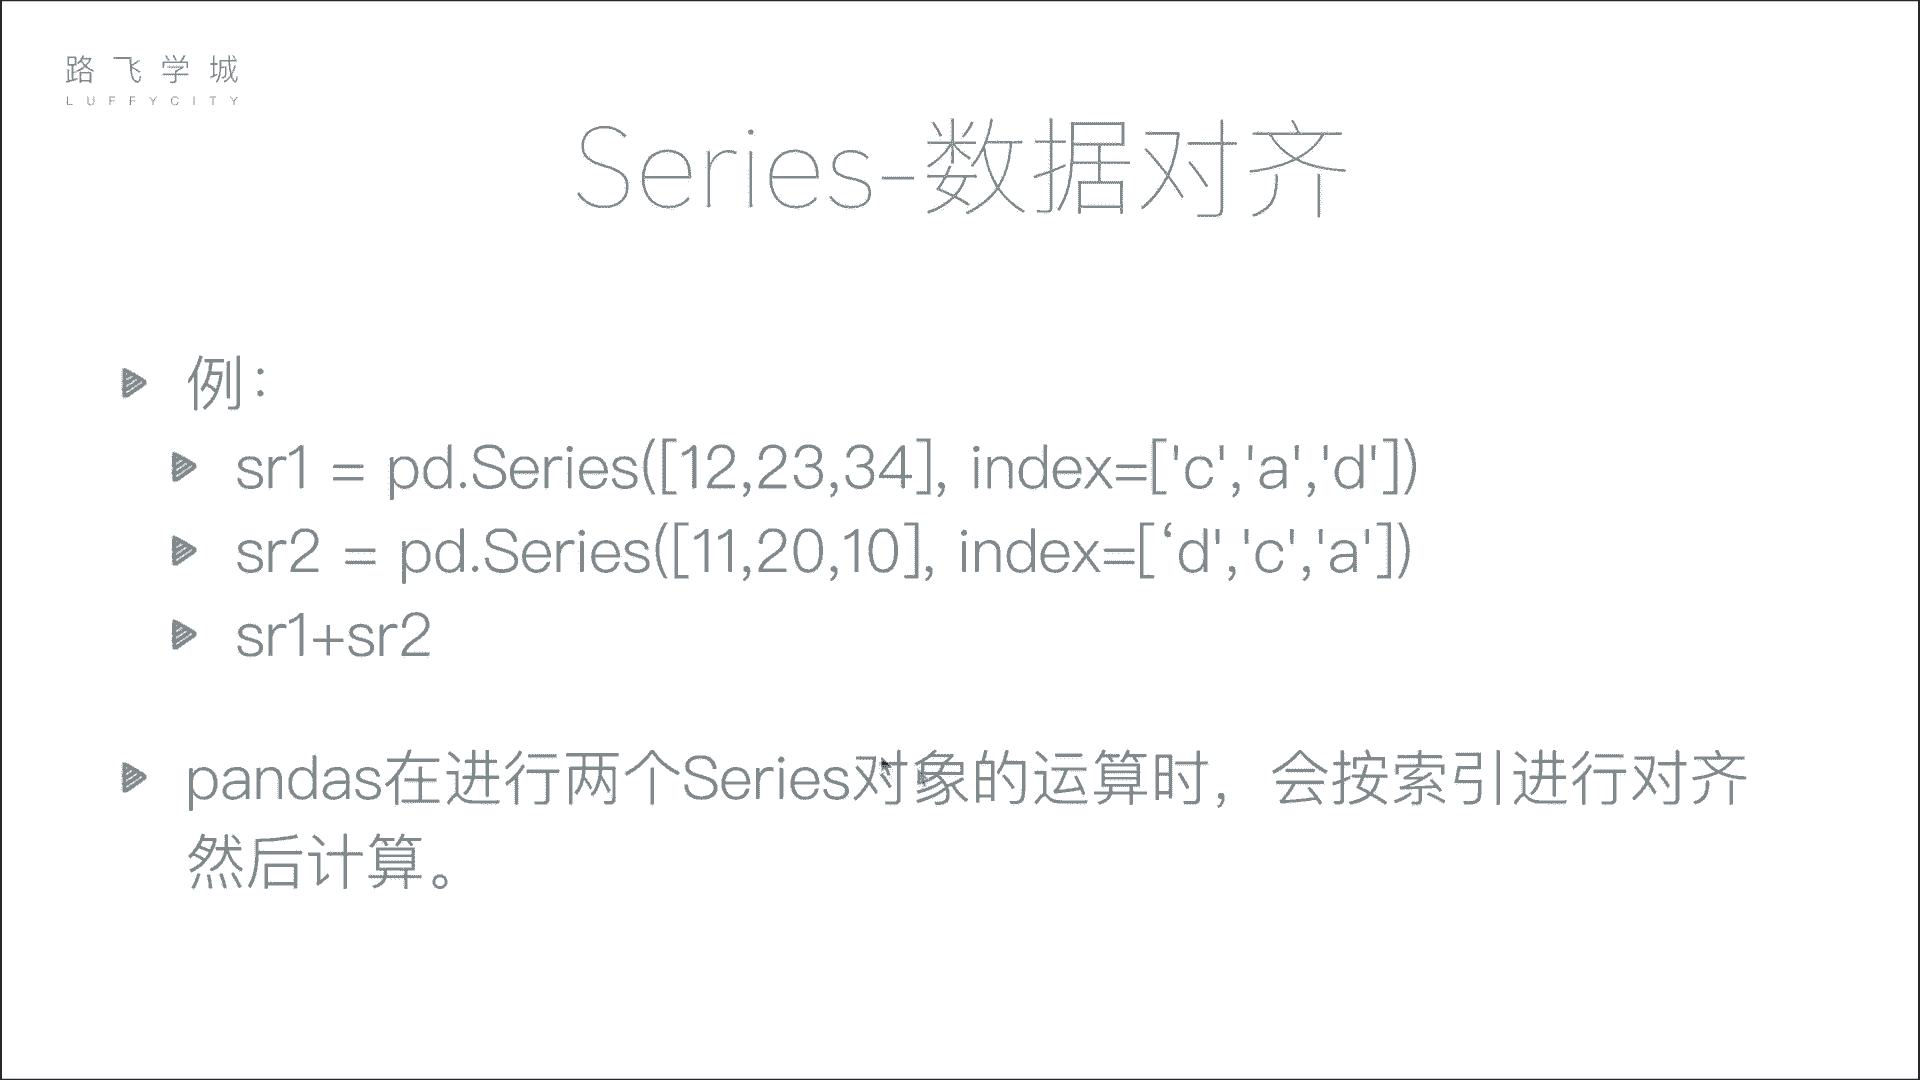 路飞学城
LUFFYCITY
Series-数据对齐
例：
sr1 = pd.Series([12,23,34], index=['c','a','d'])
sr2 = pd.Series([11,20,10], index=[‘d','c','a'])
sr1+sr2
pandas在进行两个Series对象的运算时，会按索引进行对齐
然后计算。